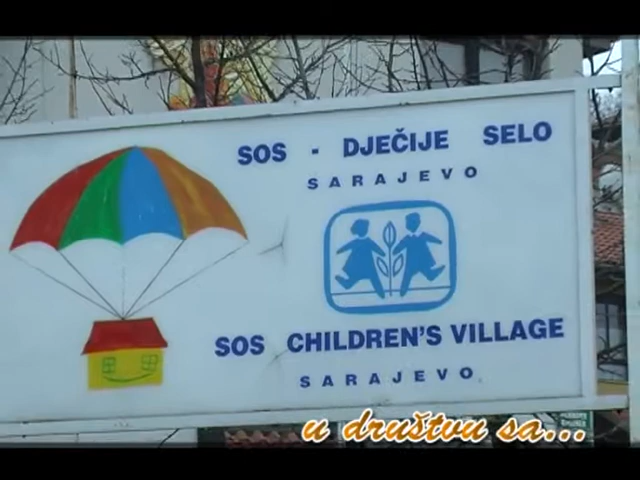 SOS - DJEČIJE SELO
SARAJEVO
SOS CHILDREN'S VILLAGE
SARAJEVO
u društvu sa...